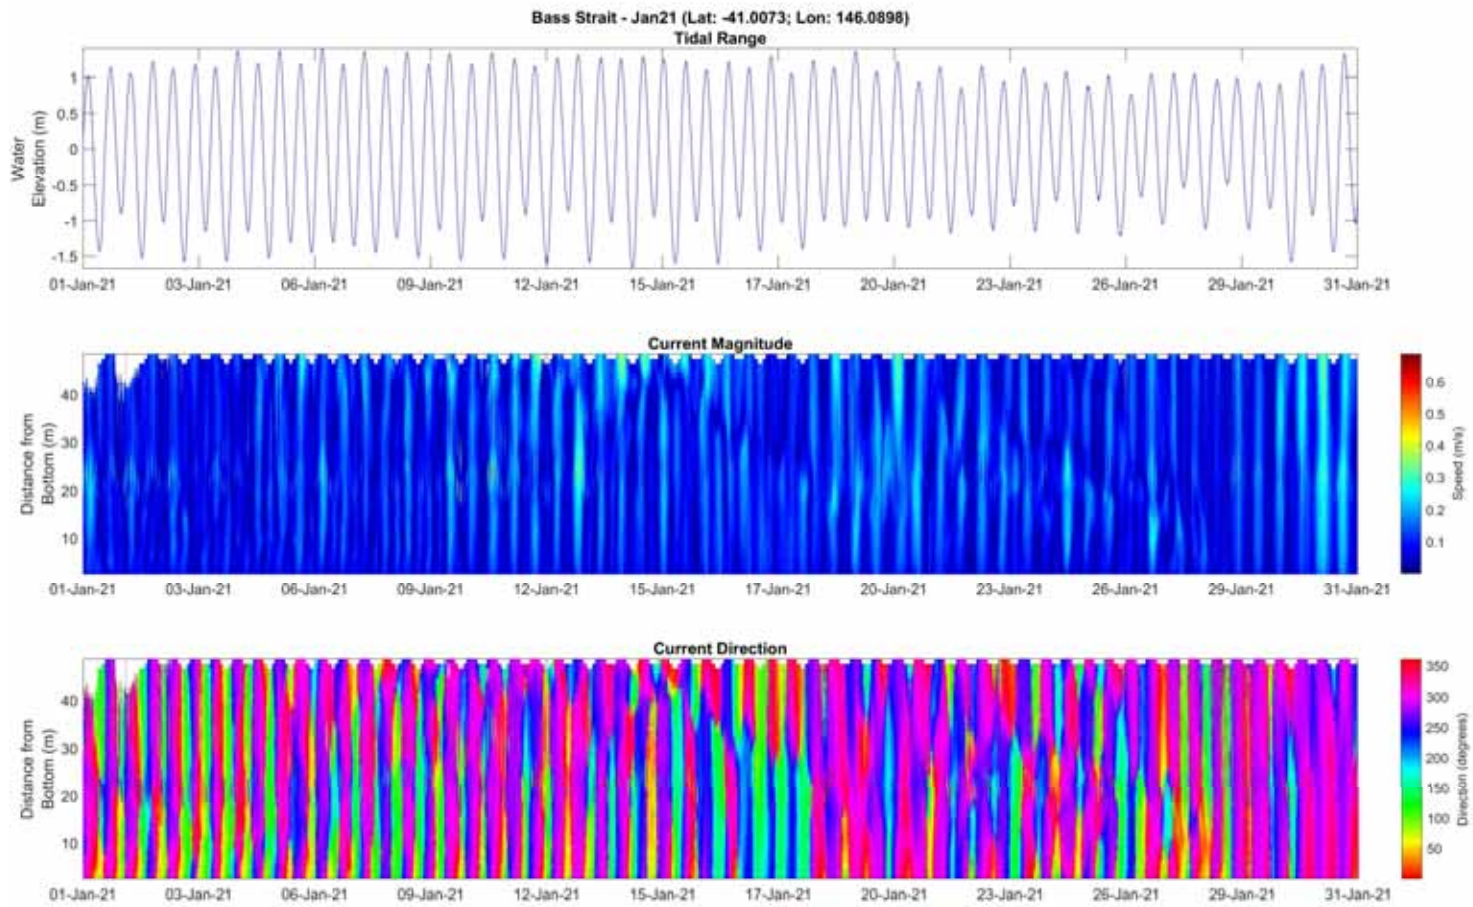 Bass Strait - Jan21 (Lat: -41.0073; Lon: 146.0898)
Tidal Range
Water
Elevation (m)
1
0.5
0
-0.5
-1
-1.5
01-Jan-21 03-Jan-21 06-Jan-21 09-Jan-21 12-Jan-21 15-Jan-21 17-Jan-21 20-Jan-21 23-Jan-21 26-Jan-21 29-Jan-21 31-Jan-21
Current Magnitude
Distance from
Bottom (m)
40
30
20
10
01-Jan-21 03-Jan-21 06-Jan-21 09-Jan-21 12-Jan-21 15-Jan-21 17-Jan-21 20-Jan-21 23-Jan-21 26-Jan-21 29-Jan-21 31-Jan-21
0.6
0.5
0.4
0.3
0.2
0.1
Speed (m/s)
Current Direction
Distance from
Bottom (m)
40
30
20
10
01-Jan-21 03-Jan-21 06-Jan-21 09-Jan-21 12-Jan-21 15-Jan-21 17-Jan-21 20-Jan-21 23-Jan-21 26-Jan-21 29-Jan-21 31-Jan-21
350
300
250
200
150
100
50
Direction (degrees)